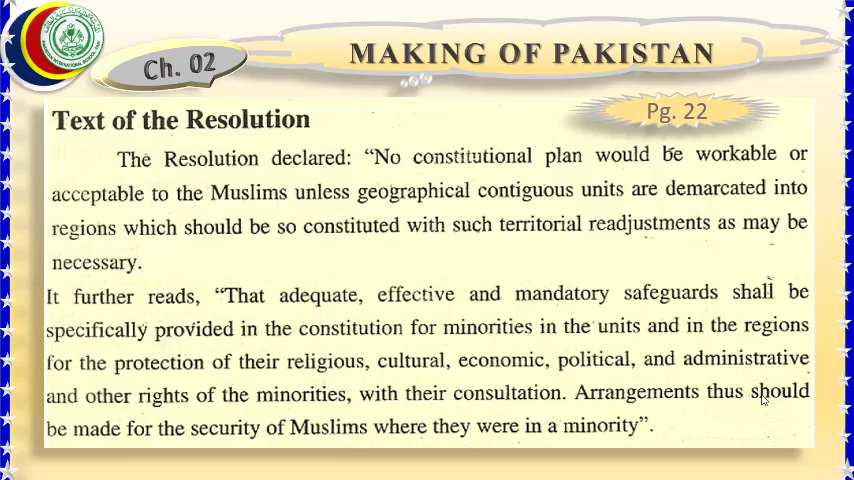 Ch. 02
MAKING OF PAKISTAN
Pg. 22
Text of the Resolution
The Resolution declared: “No constitutional plan would be workable or
acceptable to the Muslims unless geographical contiguous units are demarcated into
regions which should be so constituted with such territorial readjustments as may be
necessary.
It further reads, “That adequate, effective and mandatory safeguards shall be
specifically provided in the constitution for minorities in the units and in the regions
for the protection of their religious, cultural, economic, political, and administrative
and other rights of the minorities, with their consultation. Arrangements thus should
be made for the security of Muslims where they were in a minority”.